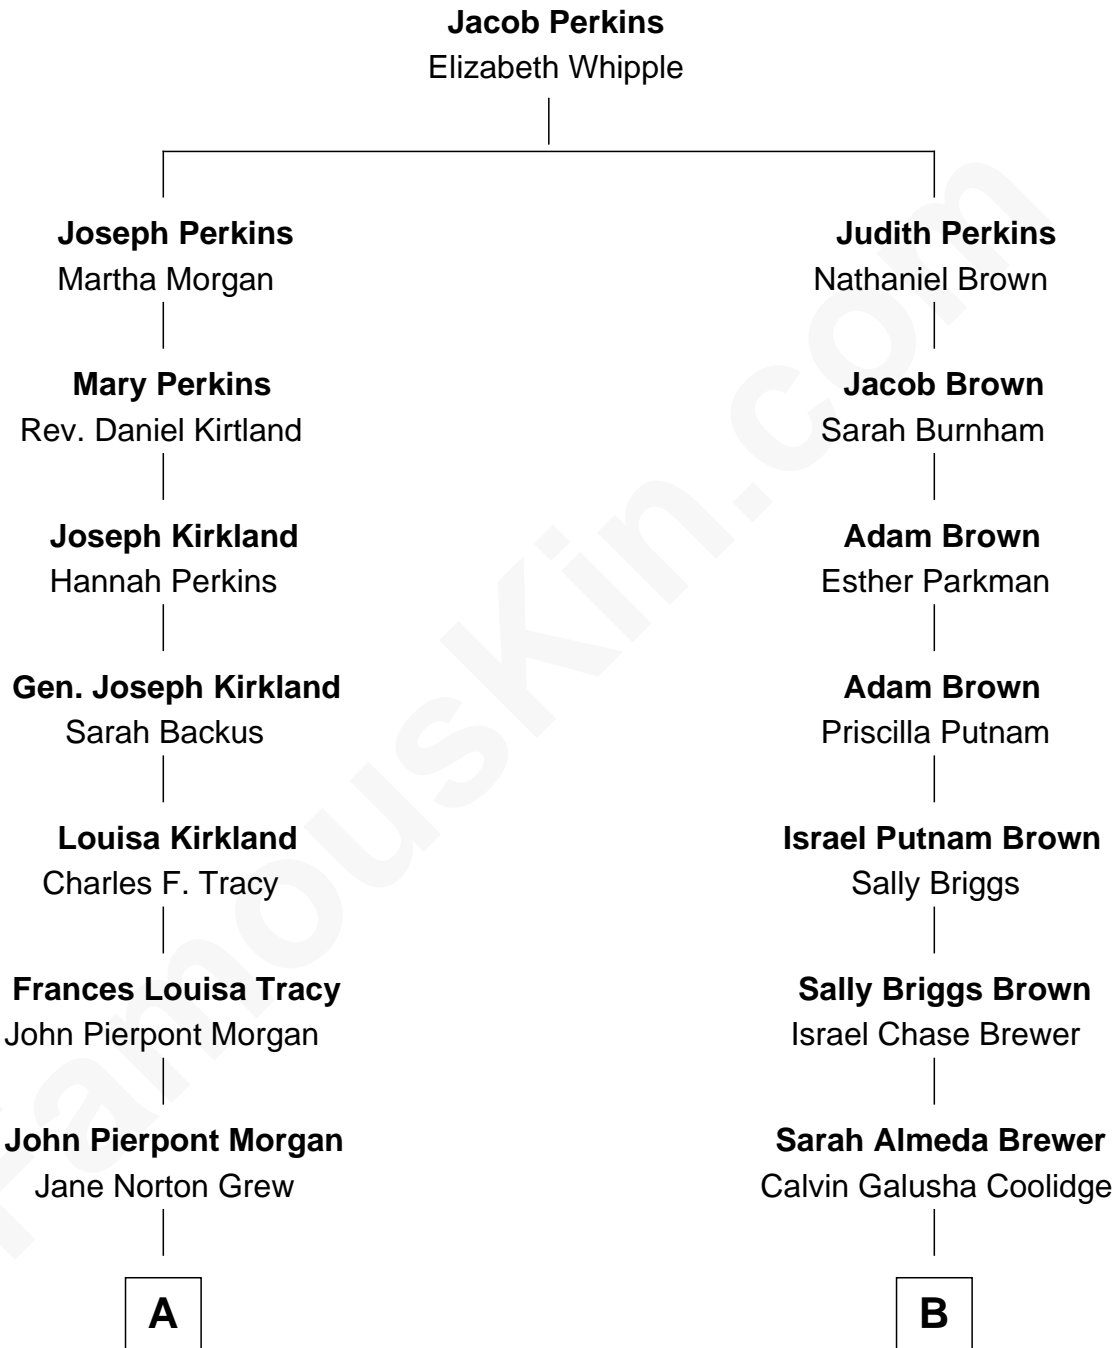 Jacob Perkins
Elizabeth Whipple
Joseph Perkins
Martha Morgan
Mary Perkins
Rev. Daniel Kirtland
Joseph Kirkland
Hannah Perkins
Gen. Joseph Kirkland
Sarah Backus
Louisa Kirkland
Charles F. Tracy
Frances Louisa Tracy
John Pierpont Morgan
John Pierpont Morgan
Jane Norton Grew
A
Judith Perkins
Nathaniel Brown
Jacob Brown
Sarah Burnham
Adam Brown
Esther Parkman
Adam Brown
Priscilla Putnam
Israel Putnam Brown
Sally Briggs
Sally Briggs Brown
Israel Chase Brewer
Sarah Almeda Brewer
Calvin Galusha Coolidge
B
FamousKin.com